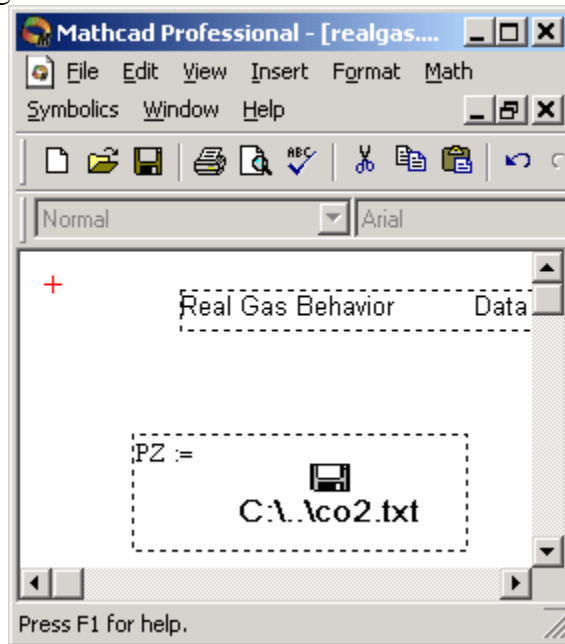 Mathcad Professional - [realgas....
File Edit View Insert Format Math
Symbolics Window Help
ABC
Normal Arial
Real Gas Behavior Data
PZ :=
C:\..\co2.txt
Press F1 for help.